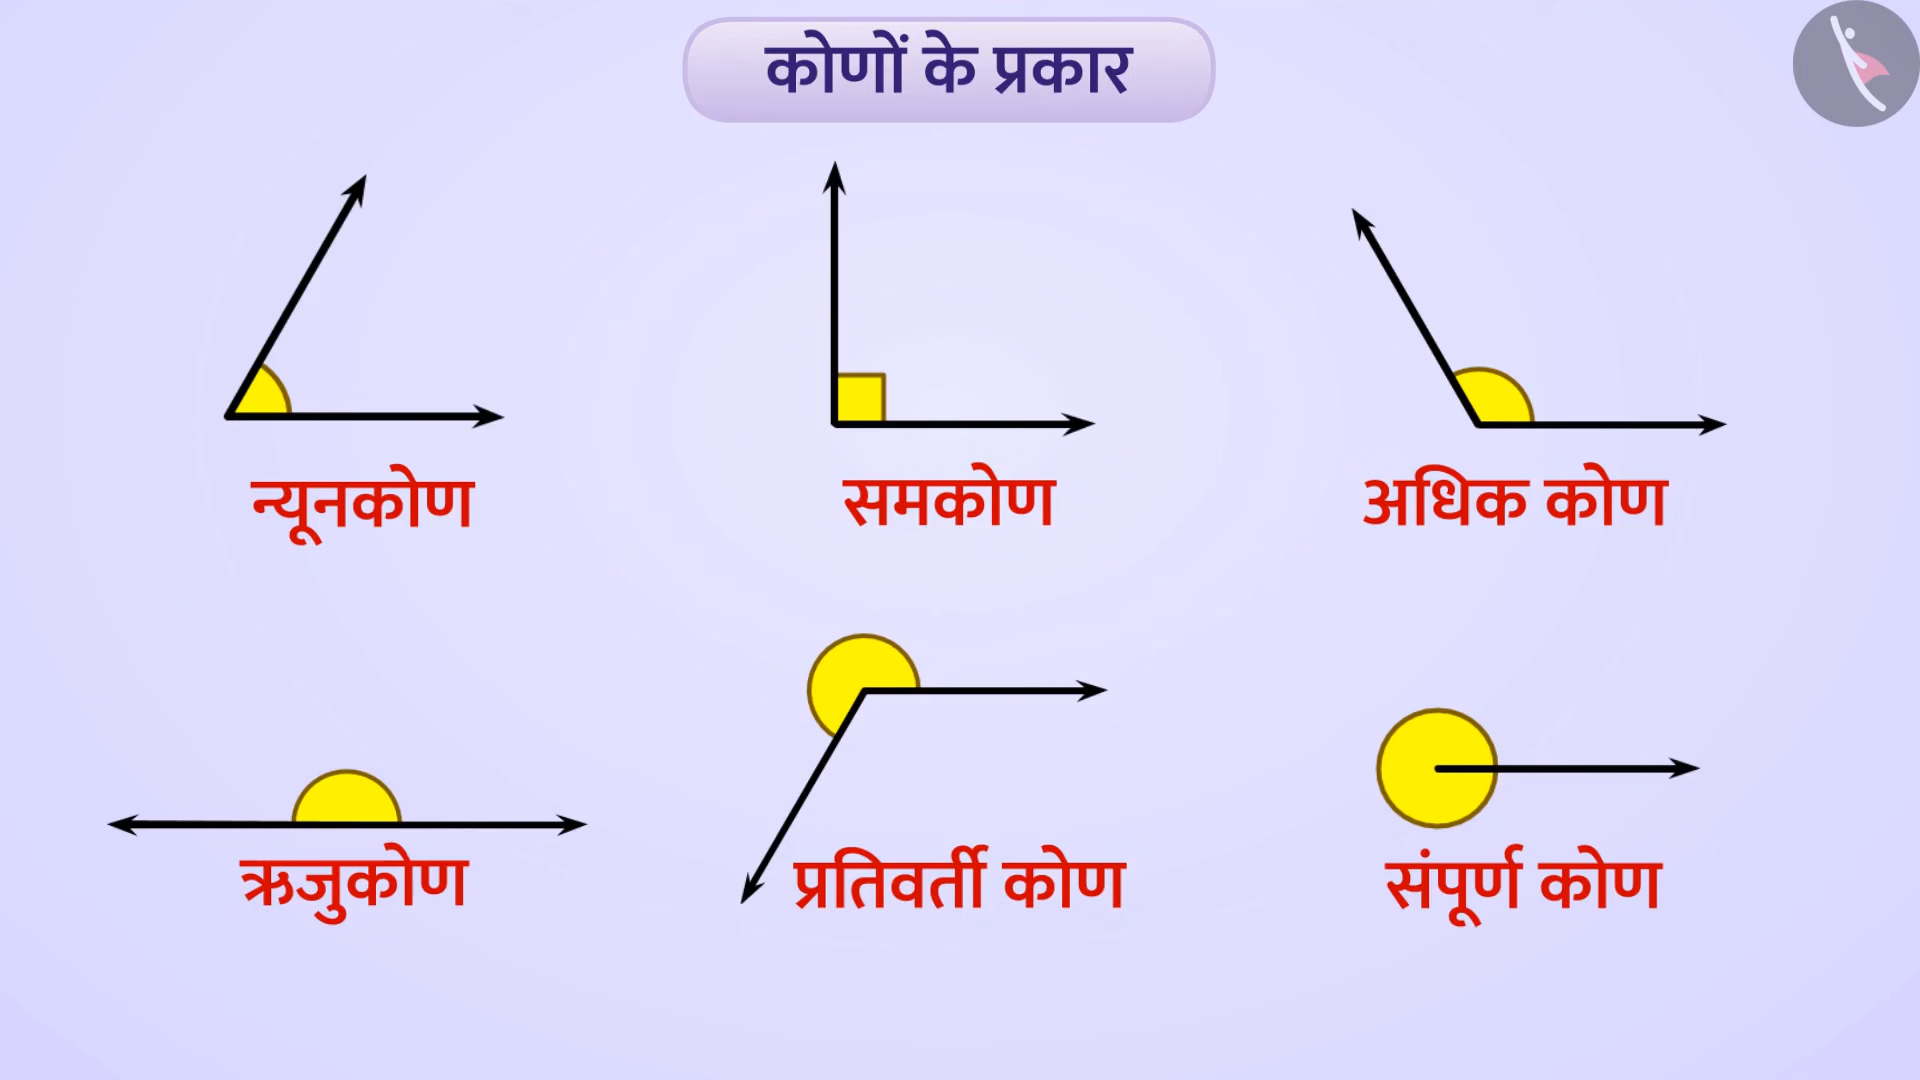 कोणों के प्रकार
न्यूनकोण
समकोण
अधिक कोण
ऋजुकोण
प्रतिवर्ती कोण
संपूर्ण कोण